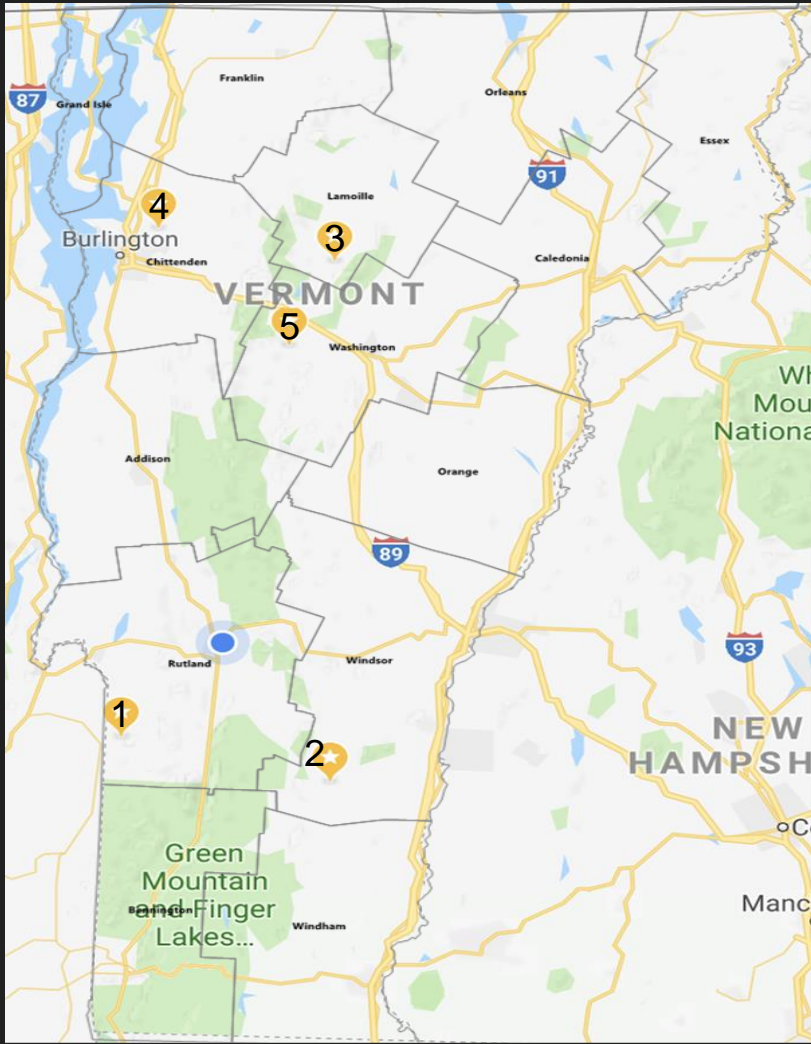 Franklin
87
Grand Isle
Orleans
Essex
91
Lamoille
4
3
Burlington
Chittenden
Caledonia
VERMONT
5
Washington
Wh
Mou
Nationa
Addison
Orange
89
93
Rutland
Windsor
1
2
NEW
HAMPSH
Green
Mountain
and Finger
Lakes...
Bennington
Windham
C
Manc